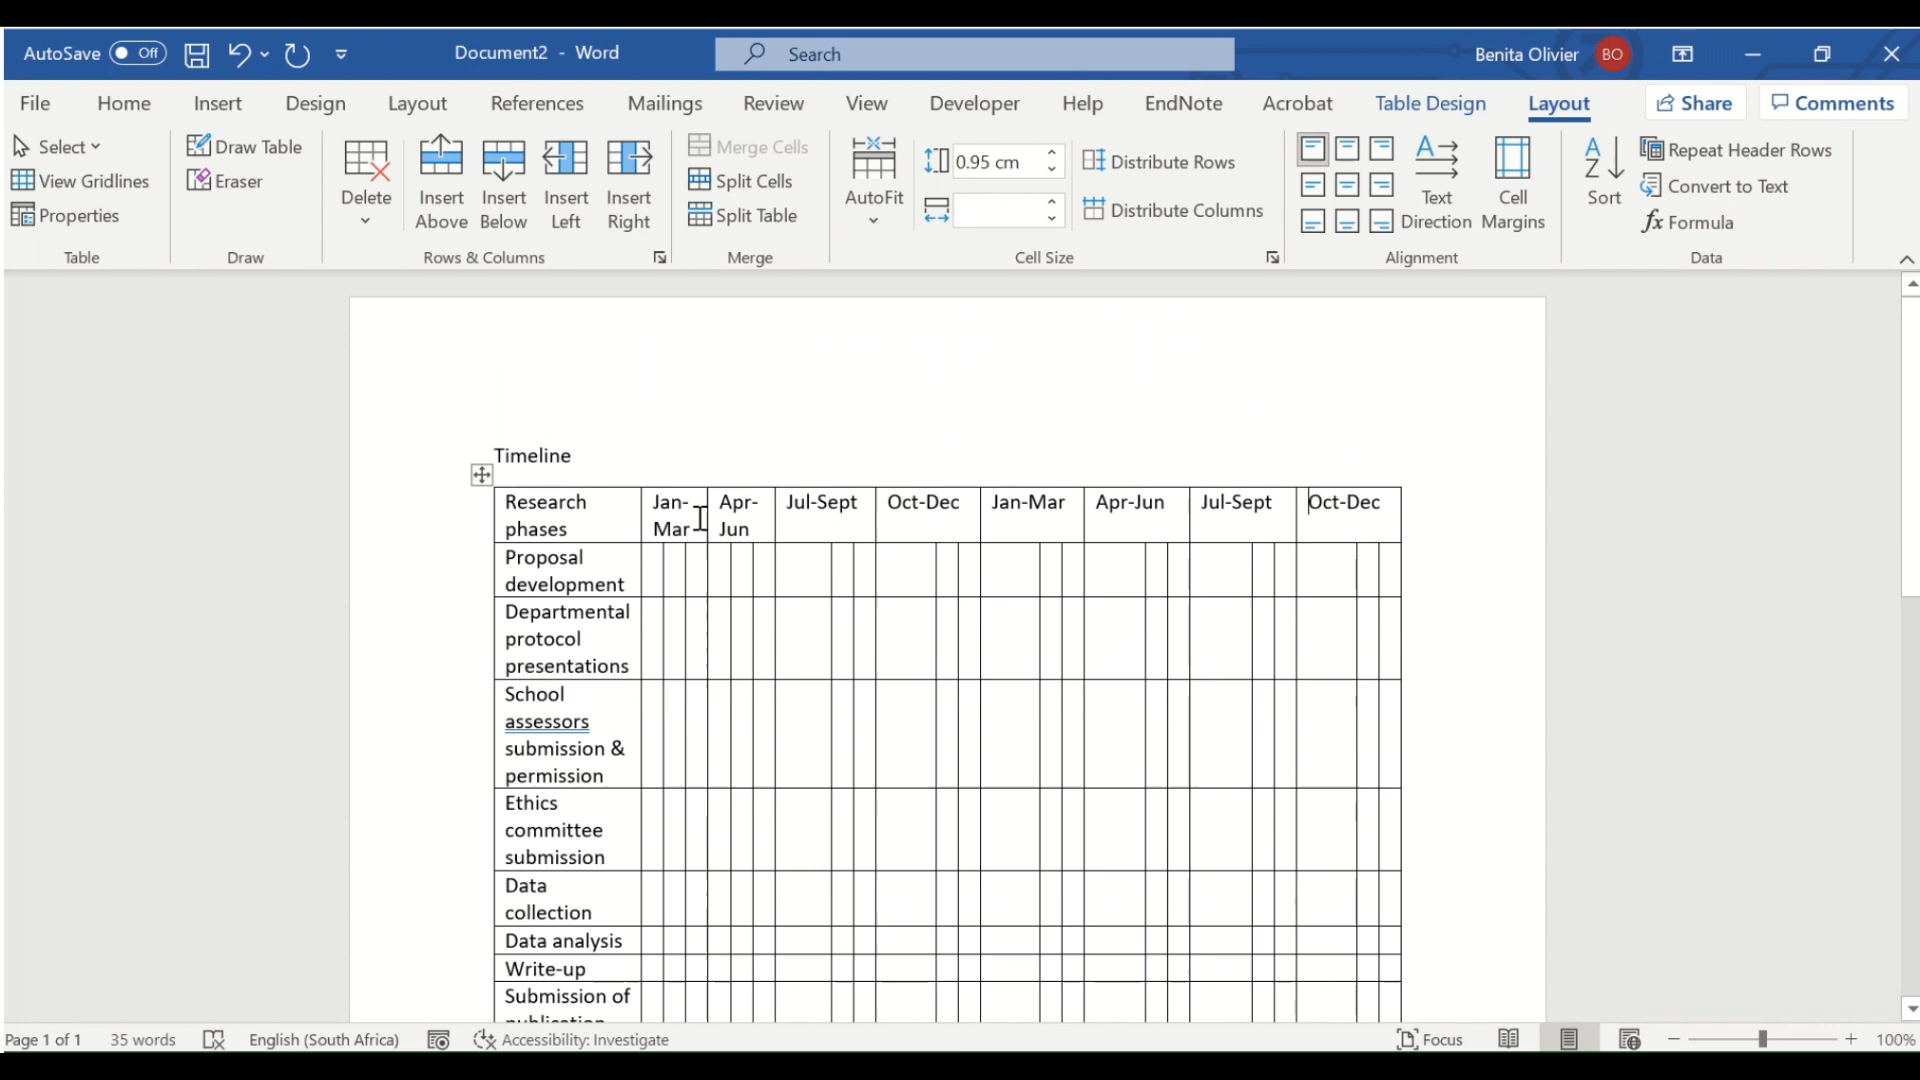 AutoSave Off Document2 - Word Search Benita Olivier BO
File Home Insert Design Layout References Mailings Review View Developer Help EndNote Acrobat Table Design Layout Share Comments
Select
View Gridlines
Properties
Table
Draw Table
Eraser
Draw
Delete
Insert Above
Insert Below
Insert Left
Insert Right
Rows & Columns
Merge Cells
Split Cells
Split Table
Merge
AutoFit
0.95 cm
Distribute Rows
Distribute Columns
Cell Size
Text Direction
Cell Margins
Alignment
A
Z
Sort
Repeat Header Rows
Convert to Text
fx Formula
Data
Timeline
Research phases Jan-Mar Apr-Jun Jul-Sept Oct-Dec Jan-Mar Apr-Jun Jul-Sept Oct-Dec
Proposal
development
Departmental
protocol
presentations
School
assessors
submission &
permission
Ethics
committee
submission
Data
collection
Data analysis
Write-up
Submission of
publication
Page 1 of 1 35 words English (South Africa) Accessibility: Investigate Focus 100%